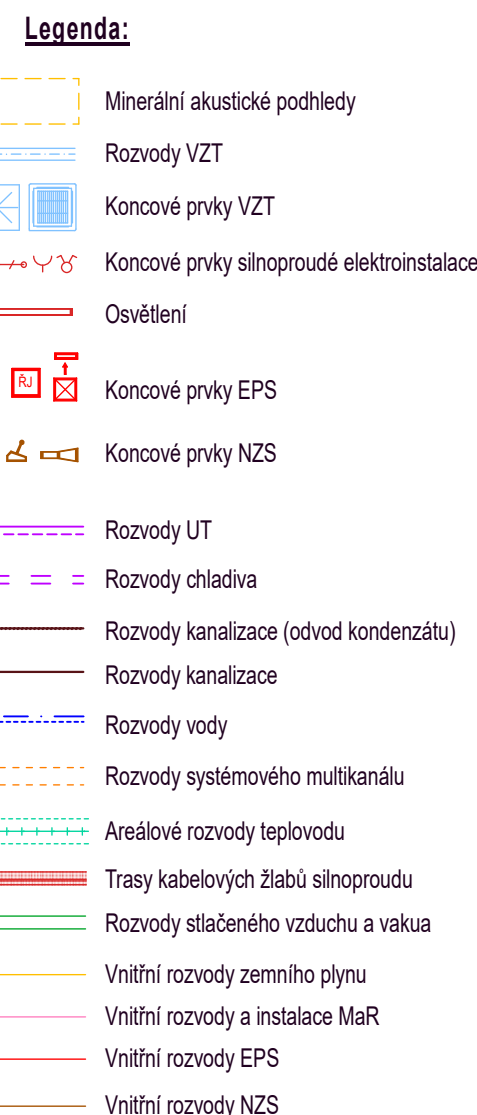 Legenda:
Minerální akustické podhledy
Rozvody VZT
Koncové prvky VZT
Koncové prvky silnoproudé elektroinstalace
Osvětlení
ŘJ
Koncové prvky EPS
Koncové prvky NZS
Rozvody UT
Rozvody chladiva
Rozvody kanalizace (odvod kondenzátu)
Rozvody kanalizace
Rozvody vody
Rozvody systémového multikanálu
Areálové rozvody teplovodu
Trasy kabelových žlabů silnoproudu
Rozvody stlačeného vzduchu a vakua
Vnitřní rozvody zemního plynu
Vnitřní rozvody a instalace MaR
Vnitřní rozvody EPS
Vnitřní rozvody NZS